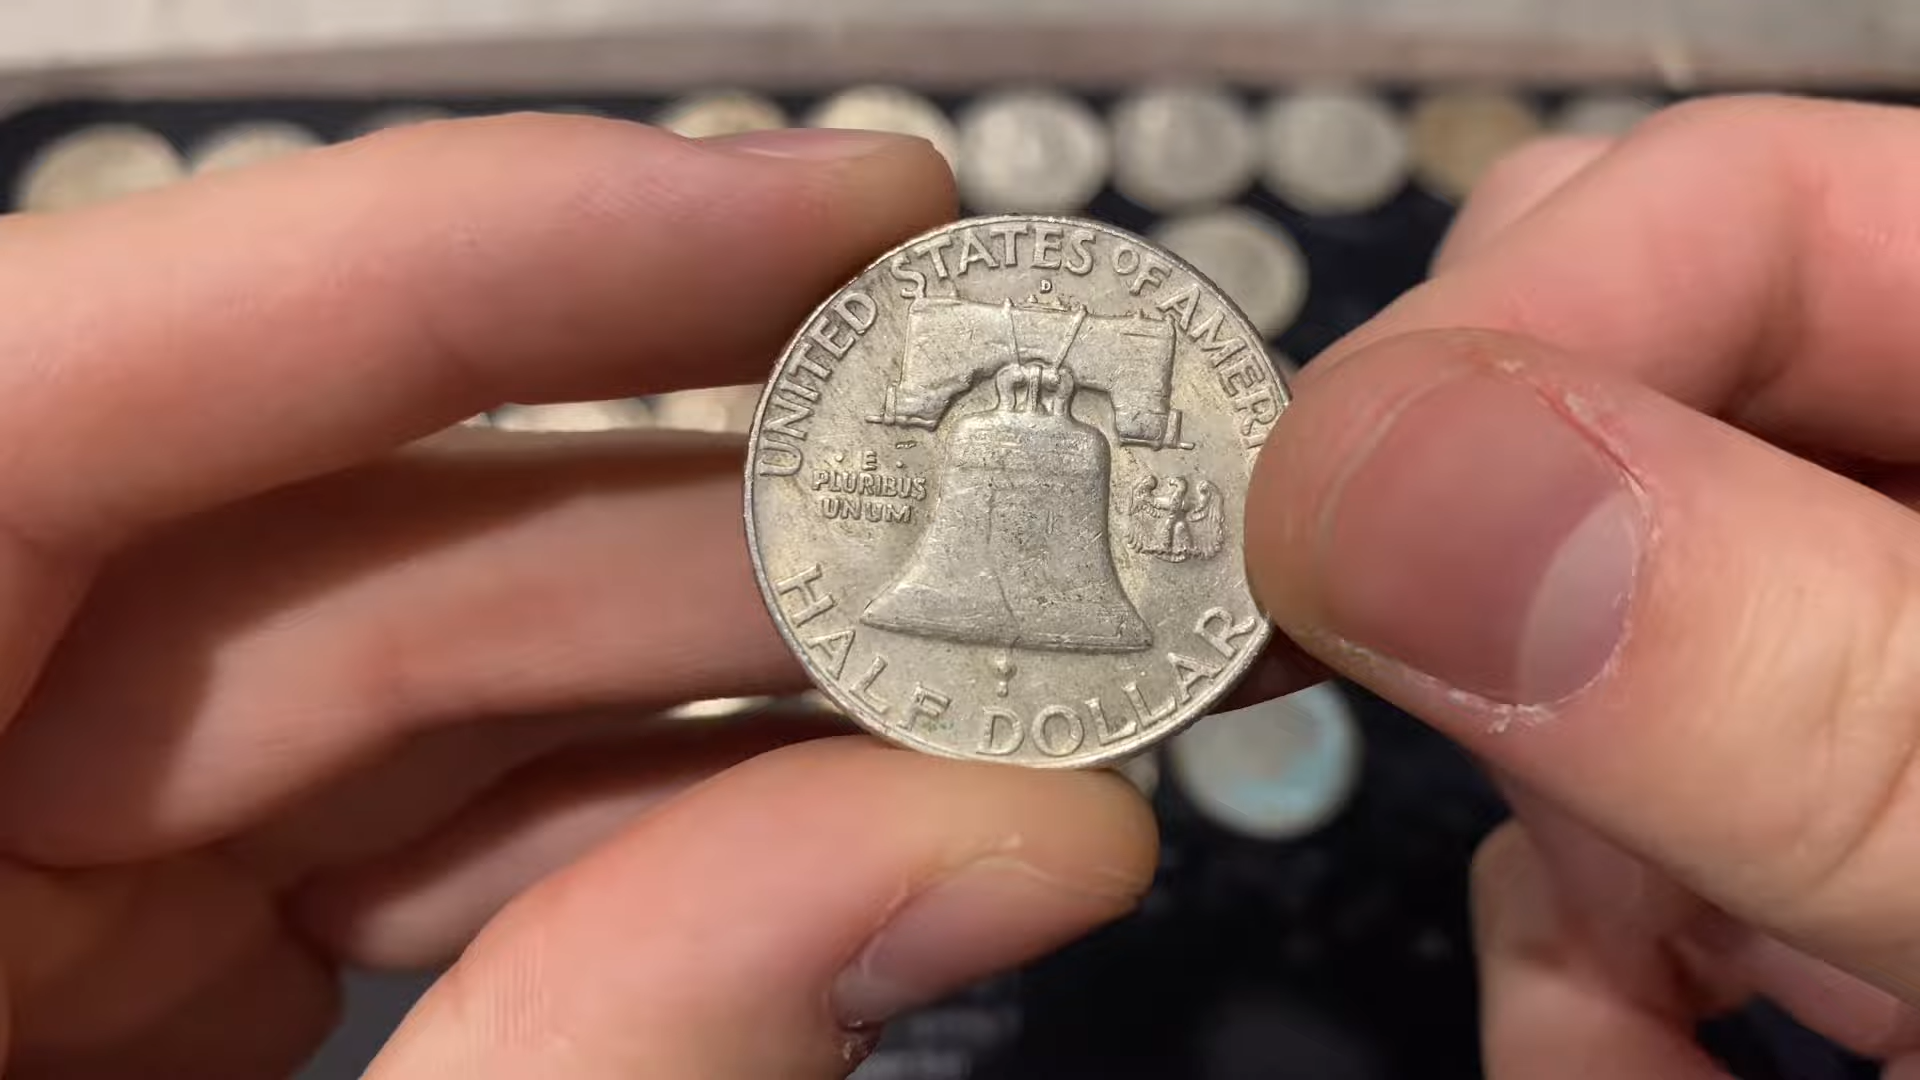 UNITED STATES OF AMERI
D
E
PLURIBUS
UNUM
HALF DOLLAR